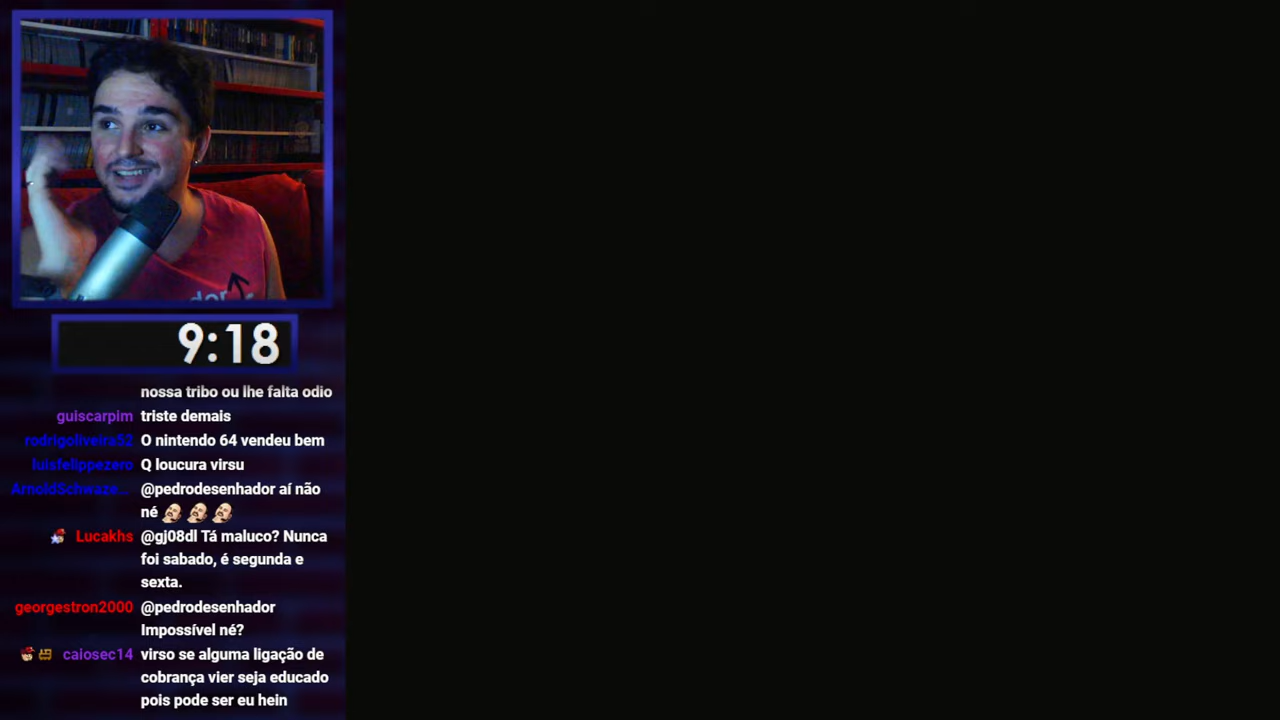 9:18
nossa tribo ou lhe falta odio
guiscarpim triste demais
rodrigoliveira52 O nintendo 64 vendeu bem
luisfelippezero Q loucura virsu
ArnoldSchwaze... @pedrodesenhador aí não
né
Lucakhs @gj08dl Tá maluco? Nunca
foi sabado, é segunda e
sexta.
georgestron2000 @pedrodesenhador
Impossível né?
caiosec14 virso se alguma ligação de
cobrança vier seja educado
pois pode ser eu hein